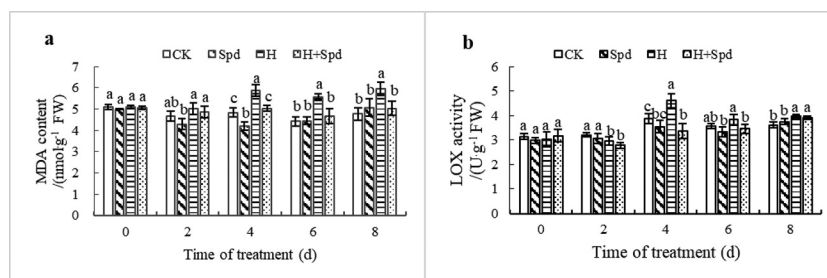 a
CK Spd H H+Spd
MDA content
/(nmol·g-1 FW)
7
6
5
4
3
2
1
0
a a a a
ab b a a
c c a c
b b a b
b b a b
0 2 4 6 8
Time of treatment (d)
b
CK Spd H H+Spd
LOX activity
/(U·g-1 FW)
6
5
4
3
2
1
0
a a a a
a a b b
c bc a b
ab b a b
b b a a
0 2 4 6 8
Time of treatment (d)